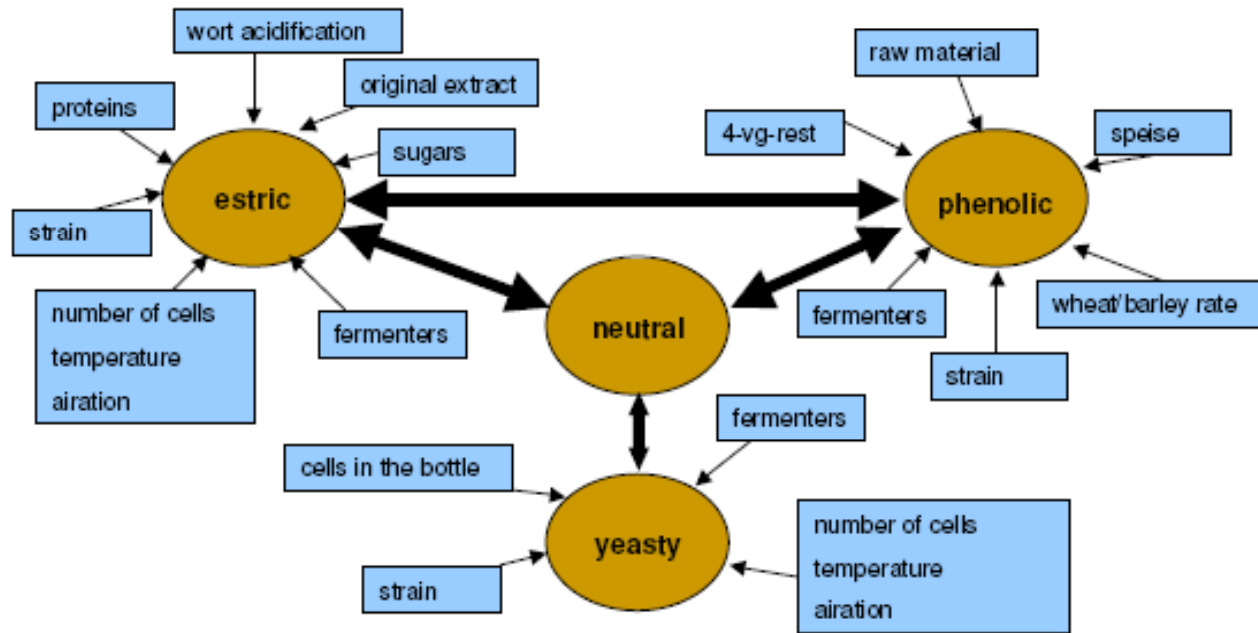 wort acidification
raw material
original extract
proteins
4-vg-rest
speise
sugars
estric
phenolic
strain
number of cells
temperature
airation
fermenters
neutral
fermenters
wheat/barley rate
strain
fermenters
cells in the bottle
yeasty
number of cells
temperature
airation
strain